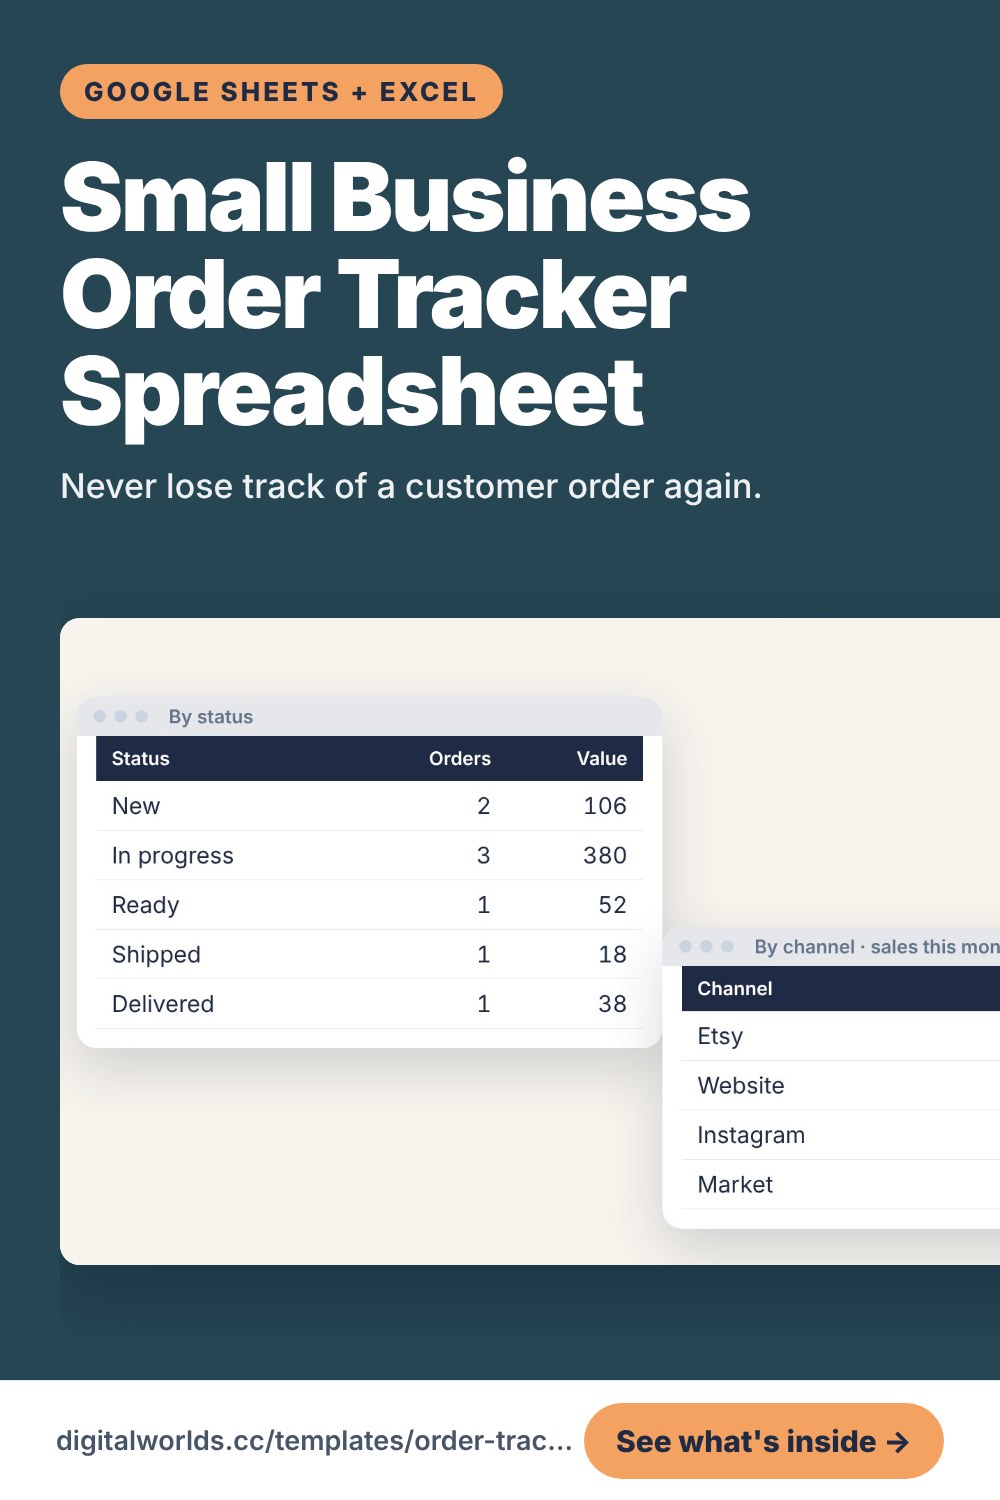 GOOGLE SHEETS + EXCEL
Small Business
Order Tracker
Spreadsheet
Never lose track of a customer order again.
By status
Status Orders Value
New 2 106
In progress 3 380
Ready 1 52
Shipped 1 18
Delivered 1 38
By channel · sales this mon
Channel
Etsy
Website
Instagram
Market
digitalworlds.cc/templates/order-trac...
See what's inside →